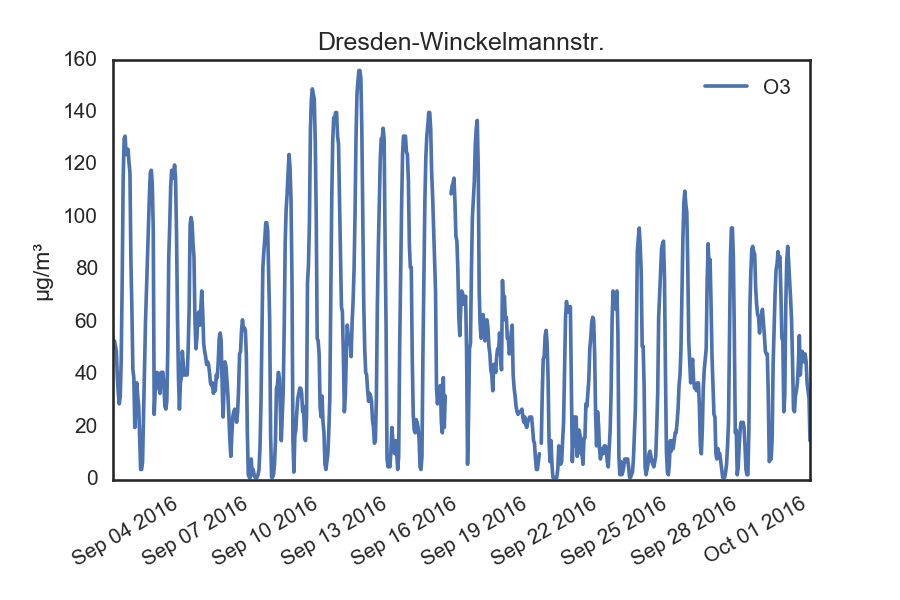 Dresden-Winckelmannstr.
160
140
120
100
80
60
40
20
0
µg/m³
O3
Sep 04 2016
Sep 07 2016
Sep 10 2016
Sep 13 2016
Sep 16 2016
Sep 19 2016
Sep 22 2016
Sep 25 2016
Sep 28 2016
Oct 01 2016